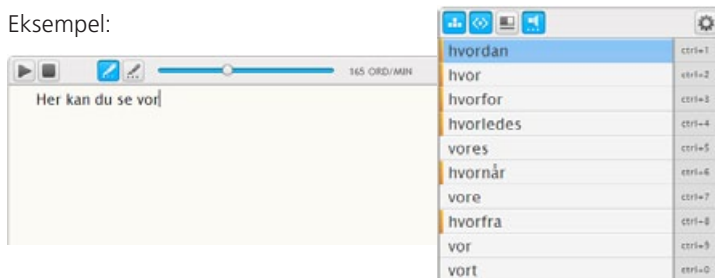 Eksempel:
165 ORD/MIN
Her kan du se vor
hvordan ctrl+1
hvor ctrl+2
hvorfor ctrl+3
hvorledes ctrl+4
vores ctrl+5
hvornår ctrl+6
vore ctrl+7
hvorfra ctrl+8
vor ctrl+9
vort ctrl+0